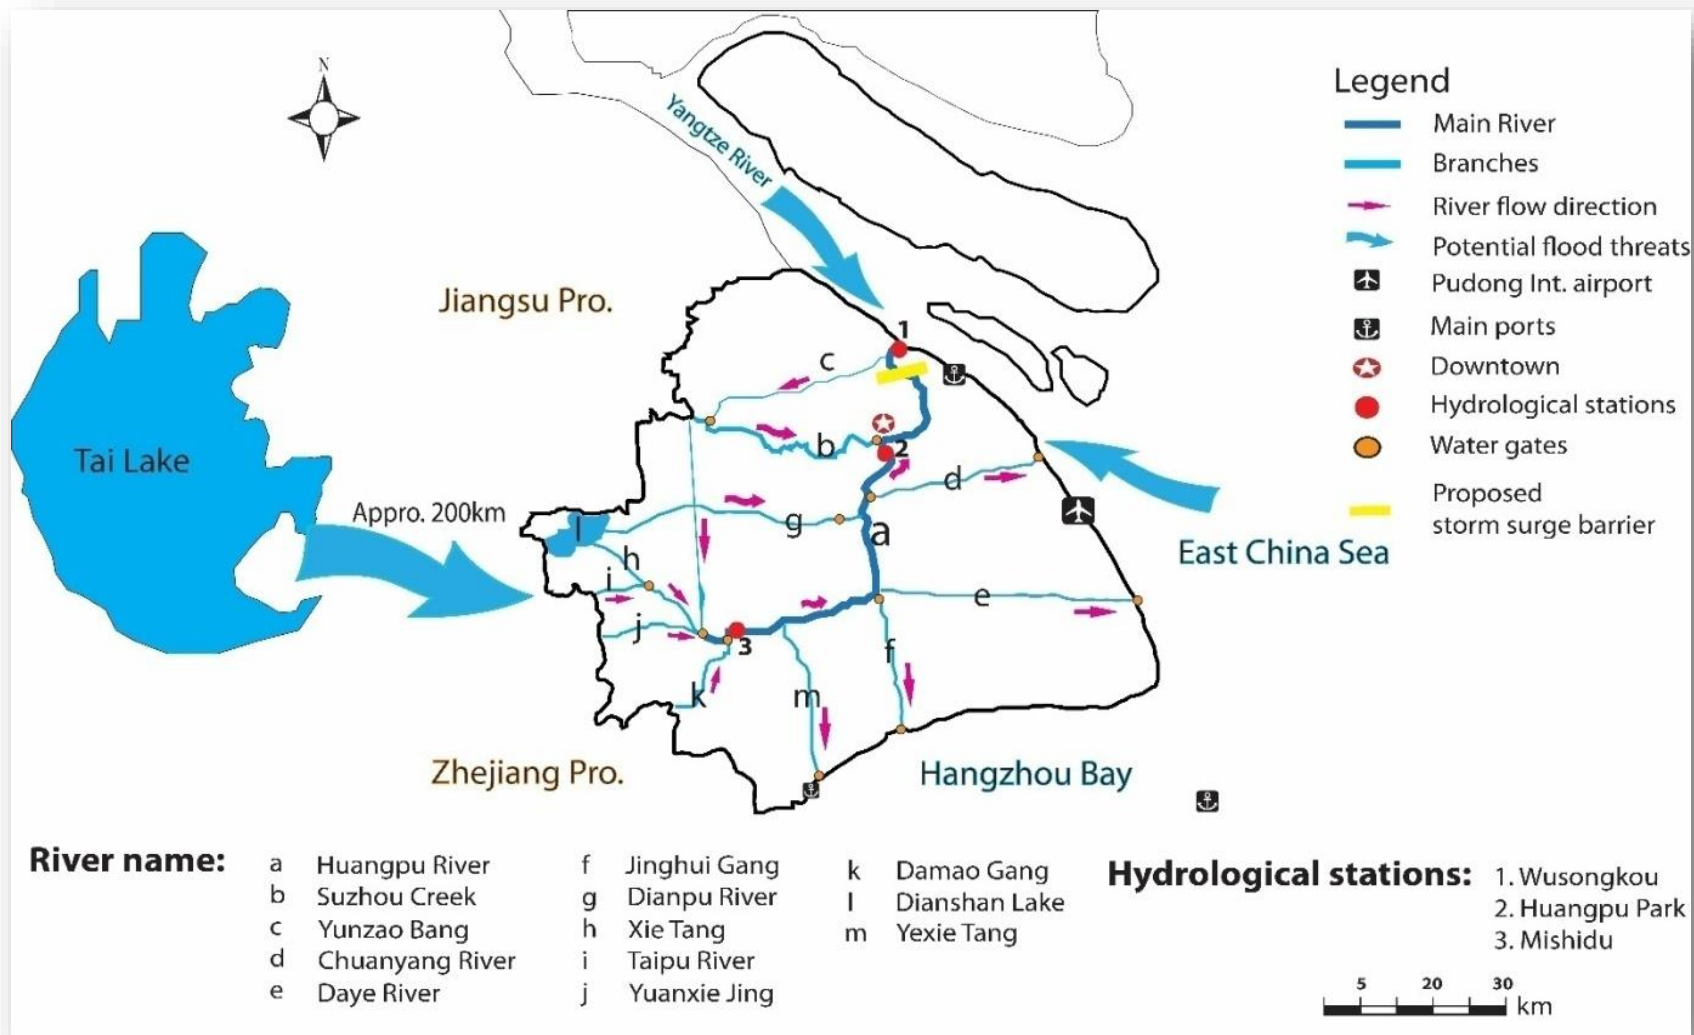 N
Yangtze River
Jiangsu Pro.
Tai Lake
Appro. 200km
East China Sea
Zhejiang Pro.
Hangzhou Bay
1
c
b
2
d
g
a
l
h
i
e
j
3
f
k
m
Legend
Main River
Branches
River flow direction
Potential flood threats
Pudong Int. airport
Main ports
Downtown
Hydrological stations
Water gates
Proposed
storm surge barrier
River name:
a Huangpu River
b Suzhou Creek
c Yunzao Bang
d Chuanyang River
e Daye River
f Jinghui Gang
g Dianpu River
h Xie Tang
i Taipu River
j Yuanxie Jing
k Damao Gang
l Dianshan Lake
m Yexie Tang
Hydrological stations:
1. Wusongkou
2. Huangpu Park
3. Mishidu
5 20 30
km